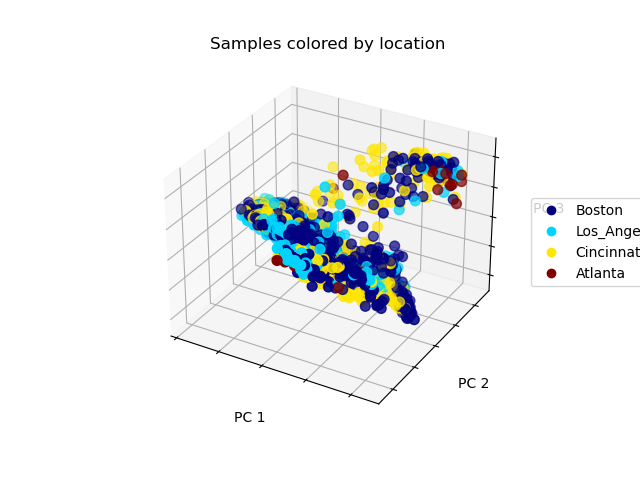 Samples colored by location
PC 3
Boston
Los_Ange
Cincinnat
Atlanta
PC 2
PC 1